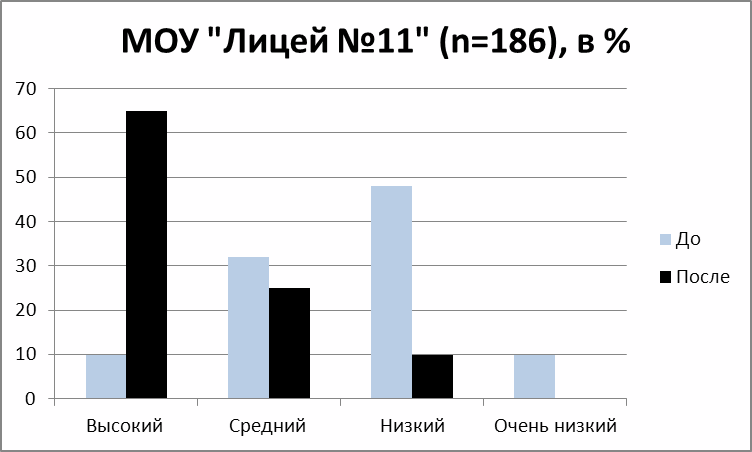 МОУ "Лицей №11" (n=186), в %
70
60
50
40
30
20
10
0
Высокий
Средний
Низкий
Очень низкий
До
После